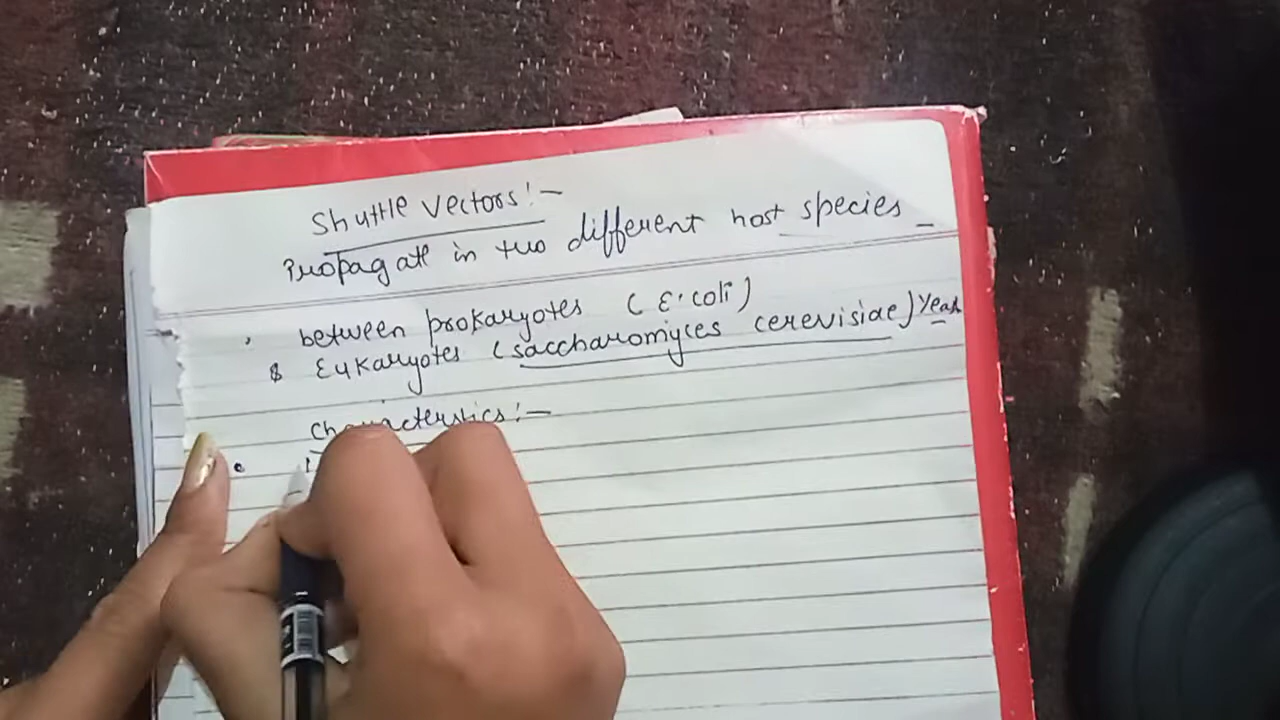 Shuttle Vectors:-
Propagate in two different host species -
. between prokaryotes (E.coli)
& Eukaryotes (saccharomyces cerevisiae) Yeast
Characteristics:-